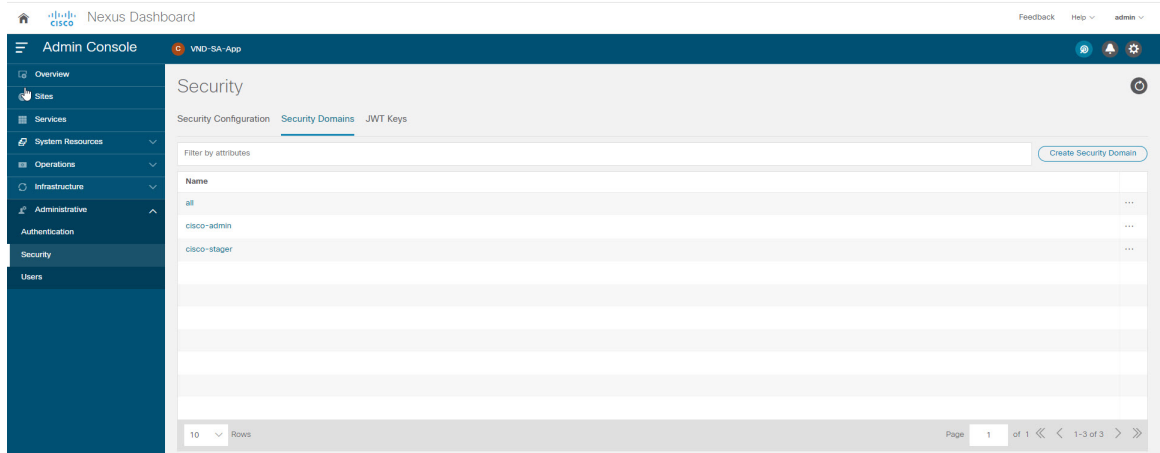 cisco Nexus Dashboard
Feedback Help admin
Admin Console
C VND-SA-App
Overview
Sites
Services
System Resources
Operations
Infrastructure
Administrative
Authentication
Security
Users
Security
Security Configuration Security Domains JWT Keys
Filter by attributes
Create Security Domain
Name
all
cisco-admin
cisco-stager
10 Rows
Page 1 of 1 1-3 of 3